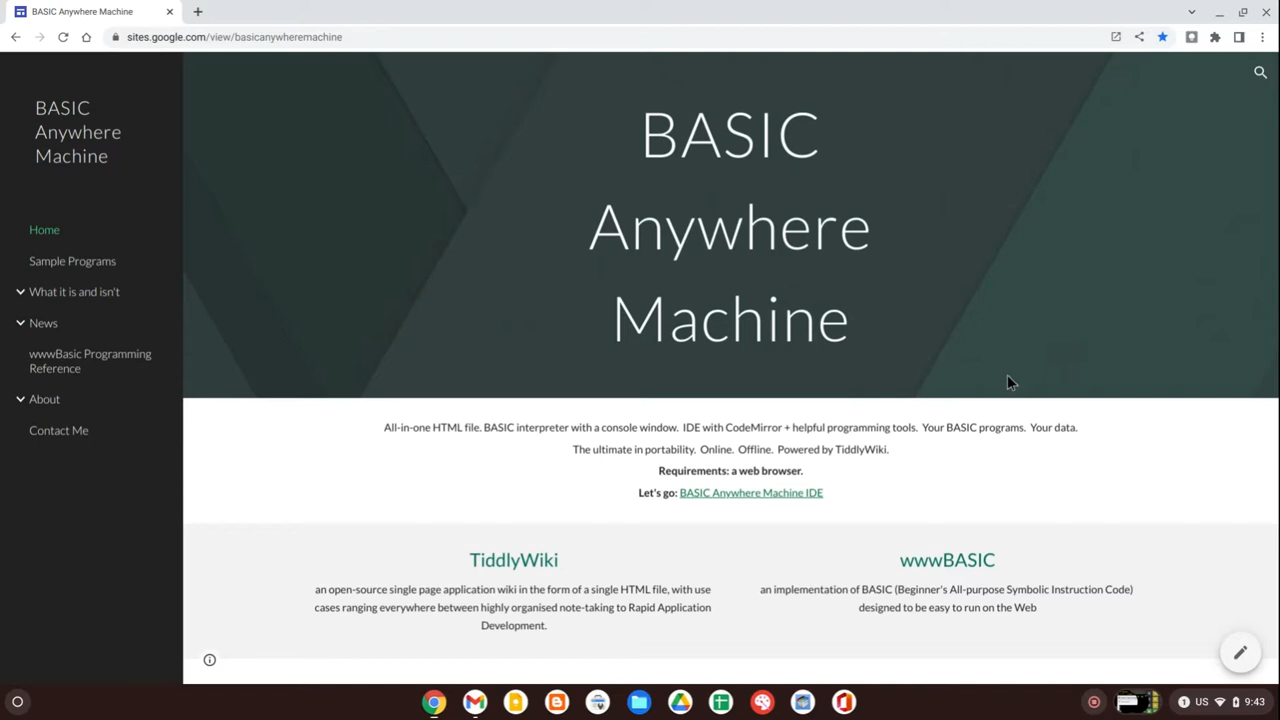 BASIC Anywhere Machine
sites.google.com/view/basicanywheremachine
BASIC
Anywhere
Machine
Home
Sample Programs
What it is and isn't
News
wwwBasic Programming
Reference
About
Contact Me
BASIC
Anywhere
Machine
All-in-one HTML file. BASIC interpreter with a console window. IDE with CodeMirror + helpful programming tools. Your BASIC programs. Your data.
The ultimate in portability. Online. Offline. Powered by TiddlyWiki.
Requirements: a web browser.
Let's go: BASIC Anywhere Machine IDE
TiddlyWiki
an open-source single page application wiki in the form of a single HTML file, with use
cases ranging everywhere between highly organised note-taking to Rapid Application
Development.
wwwBASIC
an implementation of BASIC (Beginner's All-purpose Symbolic Instruction Code)
designed to be easy to run on the Web
1 US 9:43